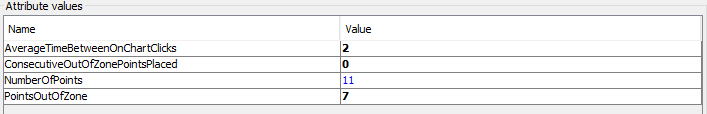 Attribute values
Name Value
AverageTimeBetweenOnChartClicks 2
ConsecutiveOutOfZonePointsPlaced 0
NumberOfPoints 11
PointsOutOfZone 7